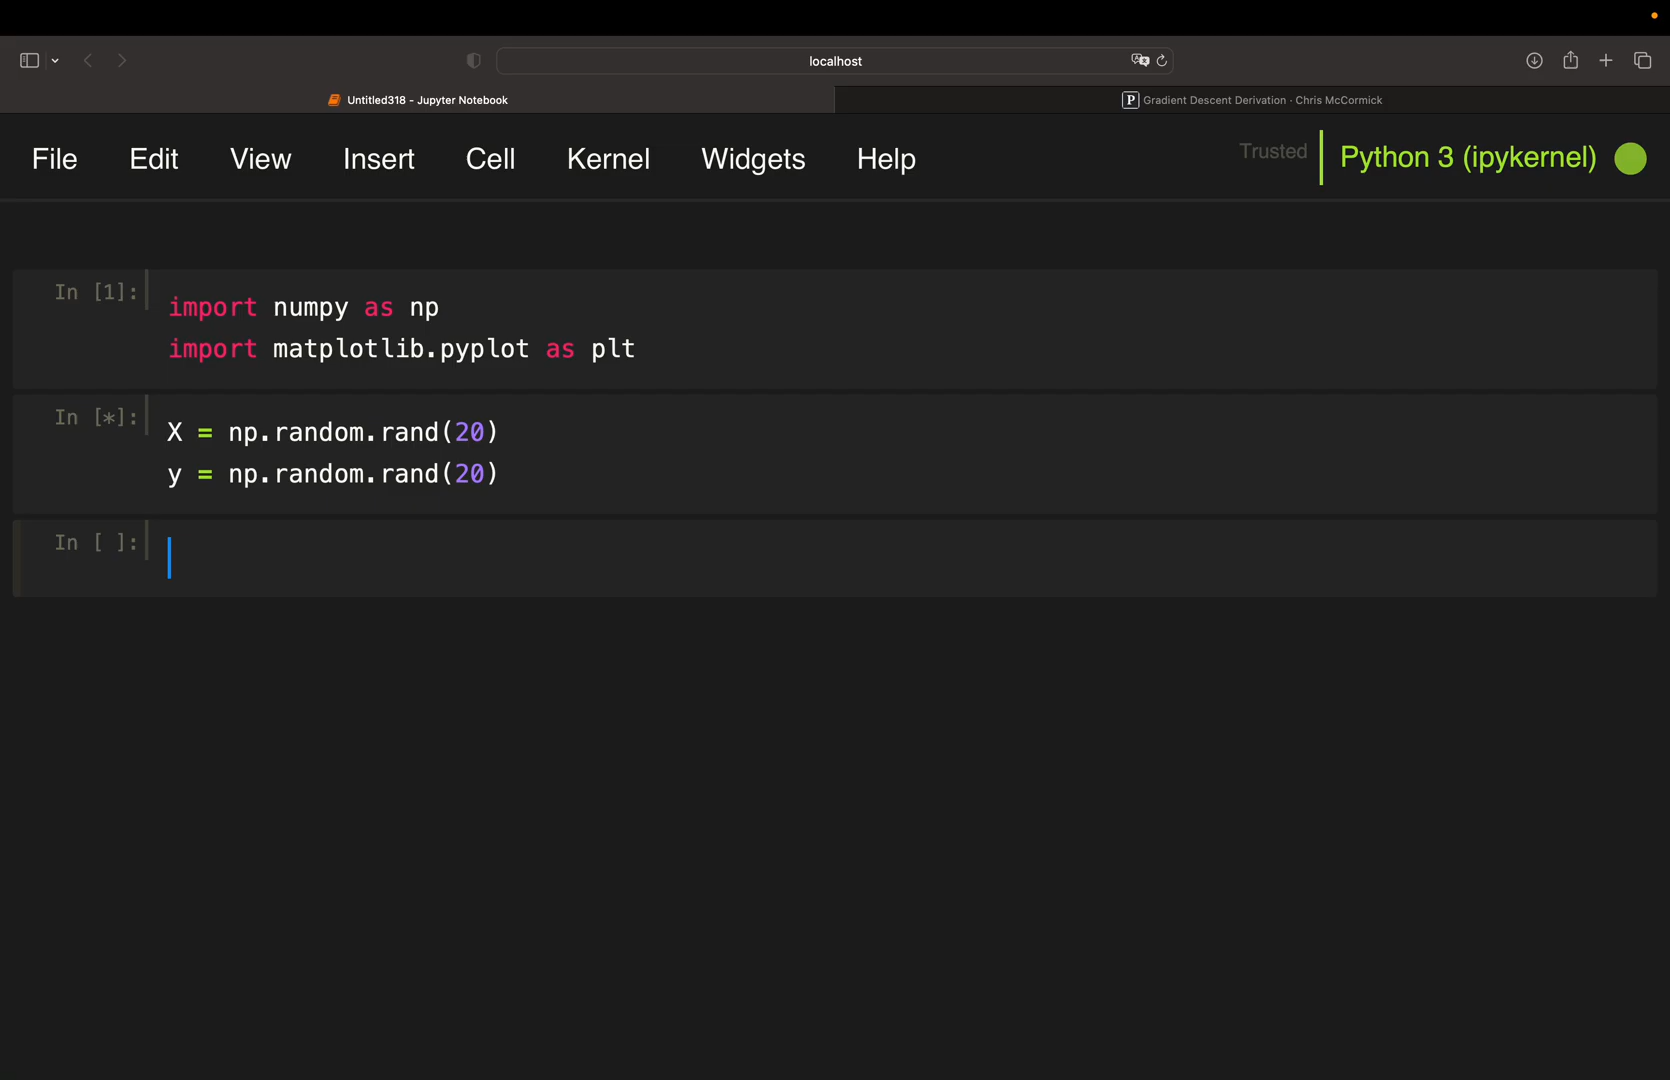 localhost
Untitled318 - Jupyter Notebook
P Gradient Descent Derivation · Chris McCormick
File Edit View Insert Cell Kernel Widgets Help Trusted Python 3 (ipykernel)
In [1]: import numpy as np
import matplotlib.pyplot as plt
In [*]: X = np.random.rand(20)
y = np.random.rand(20)
In [ ]: